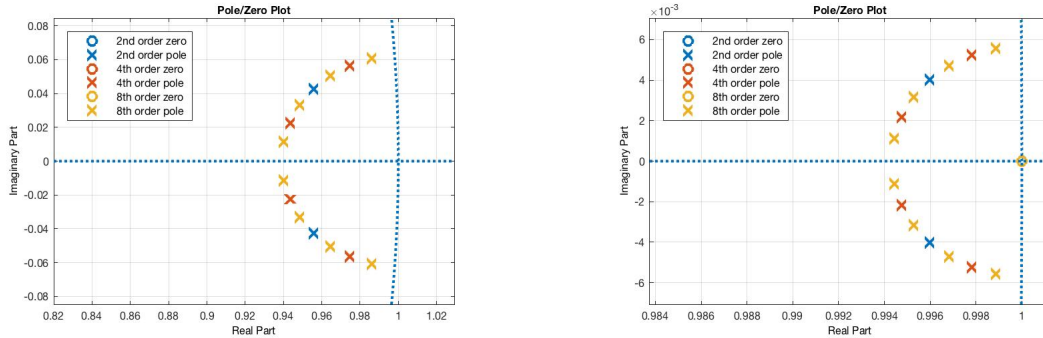 Pole/Zero Plot
0.08
0.06
0.04
0.02
0
-0.02
-0.04
-0.06
-0.08
Imaginary Part
2nd order zero
2nd order pole
4th order zero
4th order pole
8th order zero
8th order pole
0.82 0.84 0.86 0.88 0.9 0.92 0.94 0.96 0.98 1 1.02
Real Part
×10⁻³
Pole/Zero Plot
6
4
2
0
-2
-4
-6
Imaginary Part
2nd order zero
2nd order pole
4th order zero
4th order pole
8th order zero
8th order pole
0.984 0.986 0.988 0.99 0.992 0.994 0.996 0.998 1
Real Part